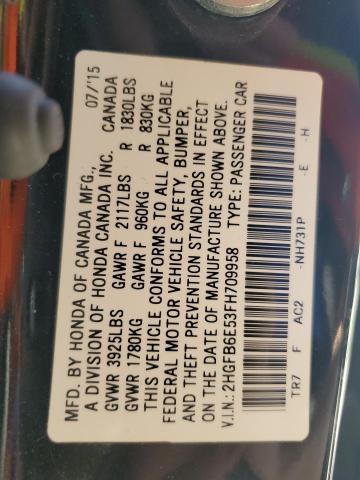 MFD. BY HONDA OF CANADA MFG., 07/'15
A DIVISION OF HONDA CANADA INC. CANADA
GVWR 3925LBS GAWR F 2117LBS R 1830LBS
GVWR 1780KG GAWR F 960KG R 830KG
THIS VEHICLE CONFORMS TO ALL APPLICABLE
FEDERAL MOTOR VEHICLE SAFETY, BUMPER,
AND THEFT PREVENTION STANDARDS IN EFFECT
ON THE DATE OF MANUFACTURE SHOWN ABOVE.
V.I.N.: 2HGFB6E53FH709958 TYPE: PASSENGER CAR
TR7 F AC2 -NH731P -E -H